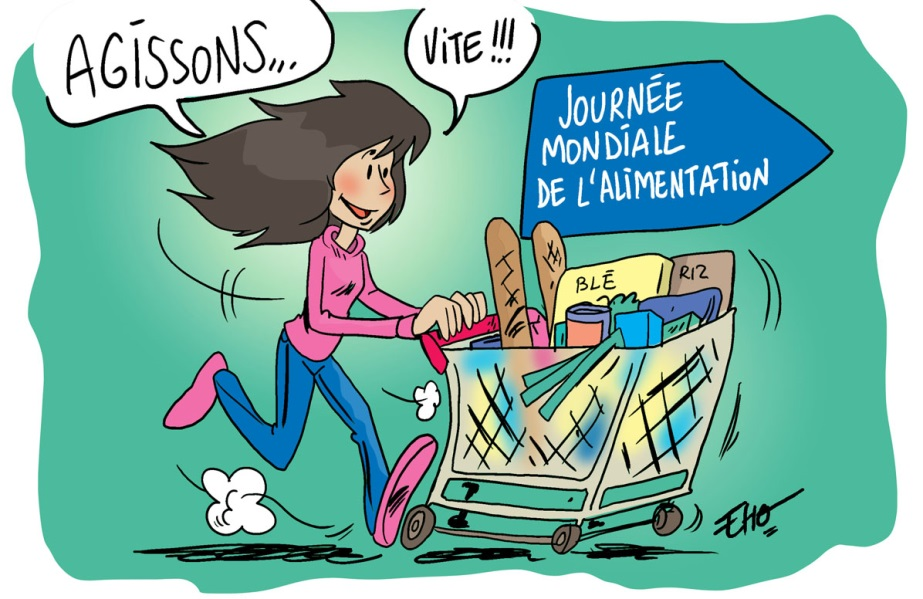 AGISSONS...
VITE!!!
JOURNÉE
MONDIALE
DE L'ALIMENTATION
BLÉ
RIZ
EHO